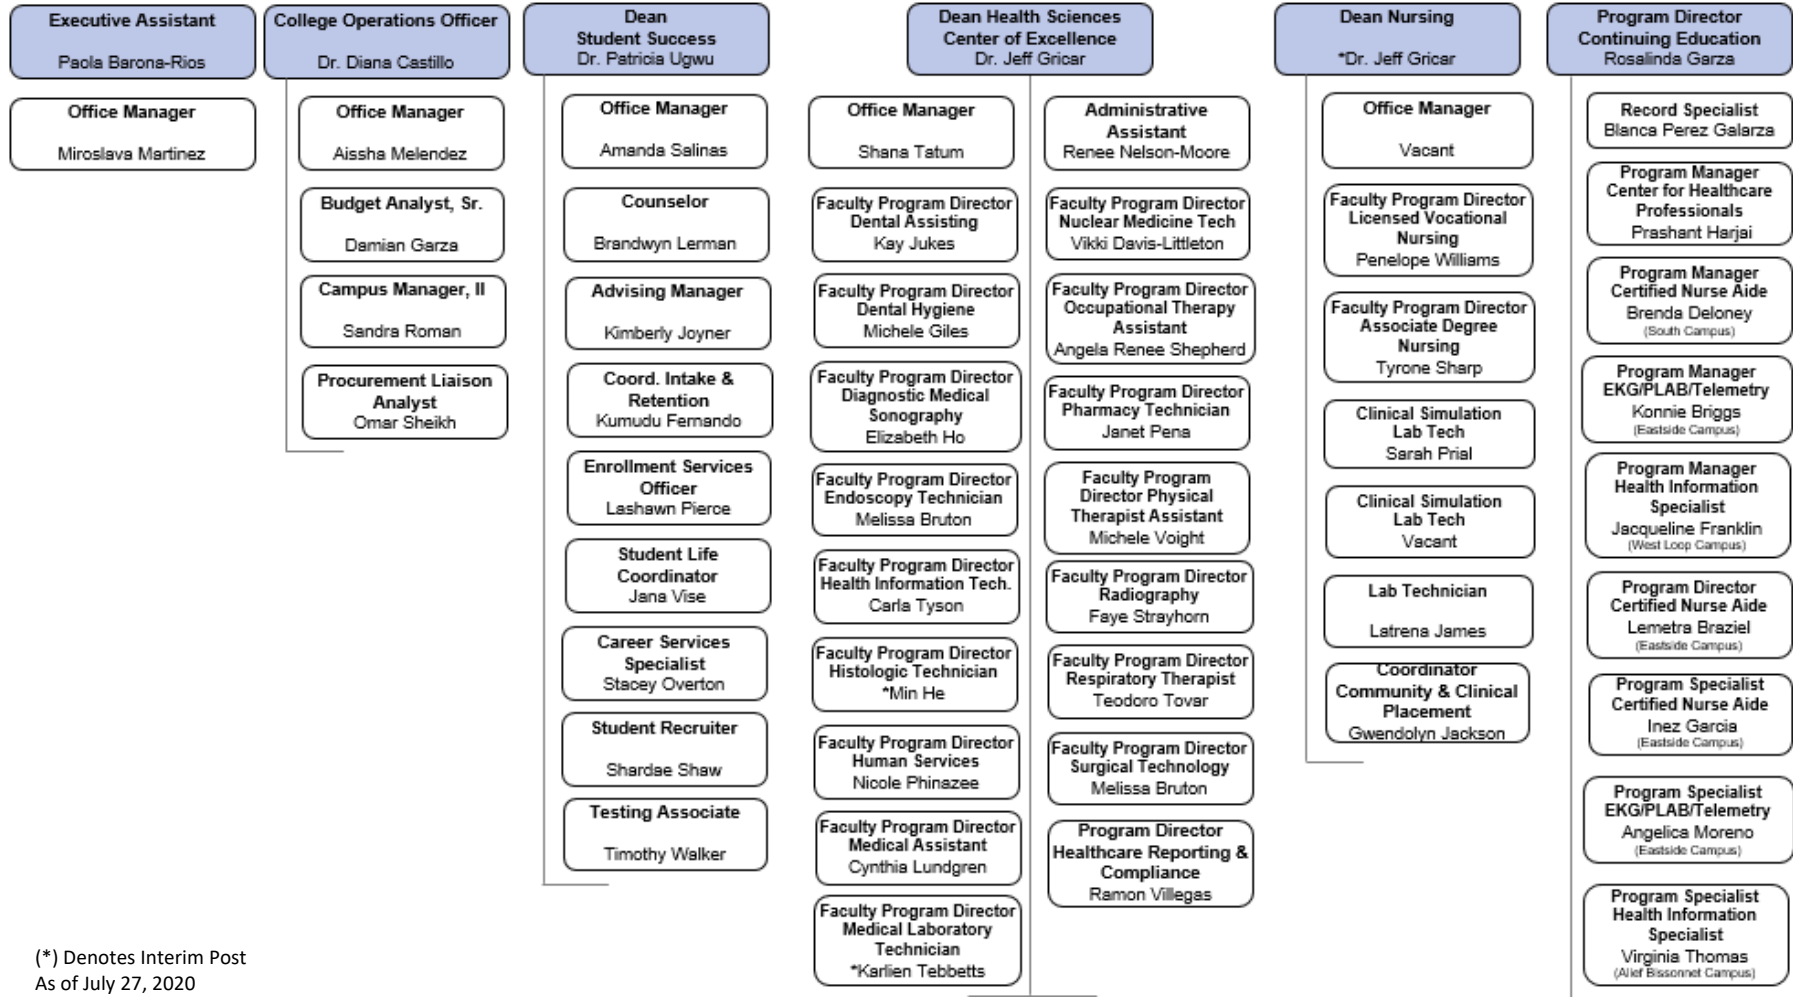 Executive Assistant
Paola Barona-Rios
Office Manager
Miroslava Martinez
College Operations Officer
Dr. Diana Castillo
Office Manager
Aissha Melendez
Budget Analyst, Sr.
Damian Garza
Campus Manager, II
Sandra Roman
Procurement Liaison
Analyst
Omar Sheikh
Dean
Student Success
Dr. Patricia Ugwu
Office Manager
Amanda Salinas
Counselor
Brandwyn Lerman
Advising Manager
Kimberly Joyner
Coord. Intake &
Retention
Kumudu Fernando
Enrollment Services
Officer
Lashawn Pierce
Student Life
Coordinator
Jana Vise
Career Services
Specialist
Stacey Overton
Student Recruiter
Shardae Shaw
Testing Associate
Timothy Walker
Dean Health Sciences
Center of Excellence
Dr. Jeff Gricar
Office Manager
Shana Tatum
Faculty Program Director
Dental Assisting
Kay Jukes
Faculty Program Director
Dental Hygiene
Michele Giles
Faculty Program Director
Diagnostic Medical
Sonography
Elizabeth Ho
Faculty Program Director
Endoscopy Technician
Melissa Bruton
Faculty Program Director
Health Information Tech.
Carla Tyson
Faculty Program Director
Histologic Technician
*Min He
Faculty Program Director
Human Services
Nicole Phinazee
Faculty Program Director
Medical Assistant
Cynthia Lundgren
Faculty Program Director
Medical Laboratory
Technician
*Karlien Tebbetts
Administrative
Assistant
Renee Nelson-Moore
Faculty Program Director
Nuclear Medicine Tech
Vikki Davis-Littleton
Faculty Program Director
Occupational Therapy
Assistant
Angela Renee Shepherd
Faculty Program Director
Pharmacy Technician
Janet Pena
Faculty Program
Director Physical
Therapist Assistant
Michele Voight
Faculty Program Director
Radiography
Faye Strayhorn
Faculty Program Director
Respiratory Therapist
Teodoro Tovar
Faculty Program Director
Surgical Technology
Melissa Bruton
Program Director
Healthcare Reporting &
Compliance
Ramon Villegas
Dean Nursing
*Dr. Jeff Gricar
Office Manager
Vacant
Faculty Program Director
Licensed Vocational
Nursing
Penelope Williams
Faculty Program Director
Associate Degree
Nursing
Tyrone Sharp
Clinical Simulation
Lab Tech
Sarah Prial
Clinical Simulation
Lab Tech
Vacant
Lab Technician
Latrena James
Coordinator
Community & Clinical
Placement
Gwendolyn Jackson
Program Director
Continuing Education
Rosalinda Garza
Record Specialist
Blanca Perez Galarza
Program Manager
Center for Healthcare
Professionals
Prashant Harjai
Program Manager
Certified Nurse Aide
Brenda Deloney
(South Campus)
Program Manager
EKG/PLAB/Telemetry
Konnie Briggs
(Eastside Campus)
Program Manager
Health Information
Specialist
Jacqueline Franklin
(West Loop Campus)
Program Director
Certified Nurse Aide
Lemetra Braziel
(Eastside Campus)
Program Specialist
Certified Nurse Aide
Inez Garcia
(Eastside Campus)
Program Specialist
EKG/PLAB/Telemetry
Angelica Moreno
(Eastside Campus)
Program Specialist
Health Information
Specialist
Virginia Thomas
(Alief Bissonnet Campus)
(*) Denotes Interim Post
As of July 27, 2020